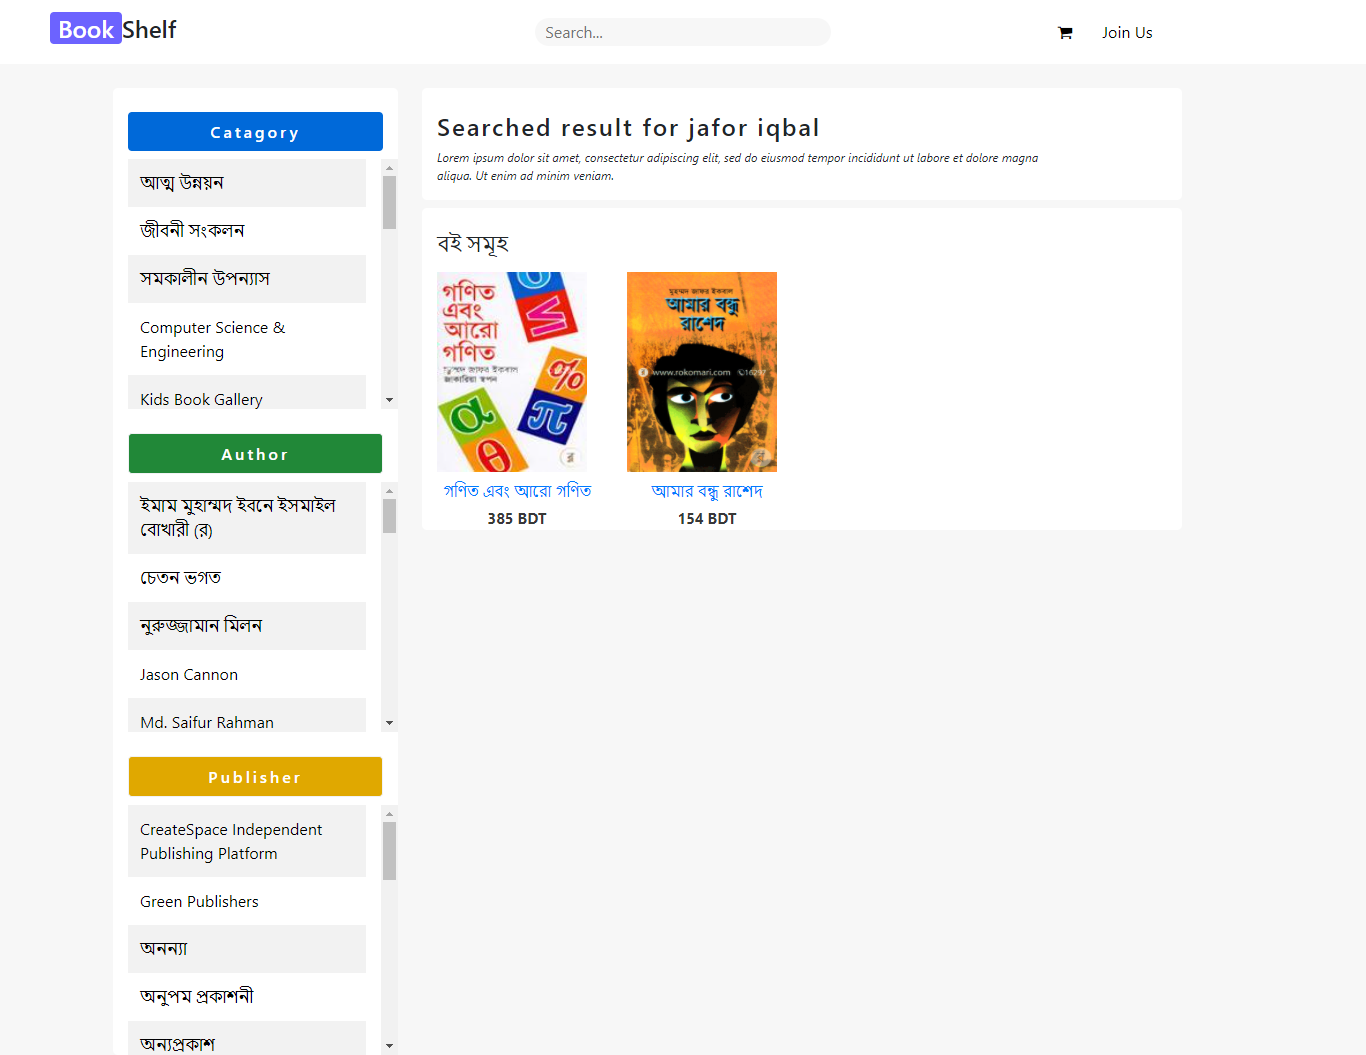 Book Shelf
Search...
Join Us
Catagory
আত্ম উন্নয়ন
জীবনী সংকলন
সমকালীন উপন্যাস
Computer Science &
Engineering
Kids Book Gallery
Author
ইমাম মুহাম্মদ ইবনে ইসমাইল
বোখারী (র)
চেতন ভগত
নুরুজ্জামান মিলন
Jason Cannon
Md. Saifur Rahman
Publisher
CreateSpace Independent
Publishing Platform
Green Publishers
অনন্যা
অনুপম প্রকাশনী
অন্যপ্রকাশ
Searched result for jafor iqbal
Lorem ipsum dolor sit amet, consectetur adipiscing elit, sed do eiusmod tempor incididunt ut labore et dolore magna
aliqua. Ut enim ad minim veniam.
বই সমূহ
গণিত
এবং
আরো
গণিত
মুহম্মদ জাফর ইকবাল
জাকারিয়া স্বপন
গণিত এবং আরো গণিত
385 BDT
মুহম্মদ জাফর ইকবাল
আমার বন্ধু
রাশেদ
www.rokomari.com 16297
আমার বন্ধু রাশেদ
154 BDT